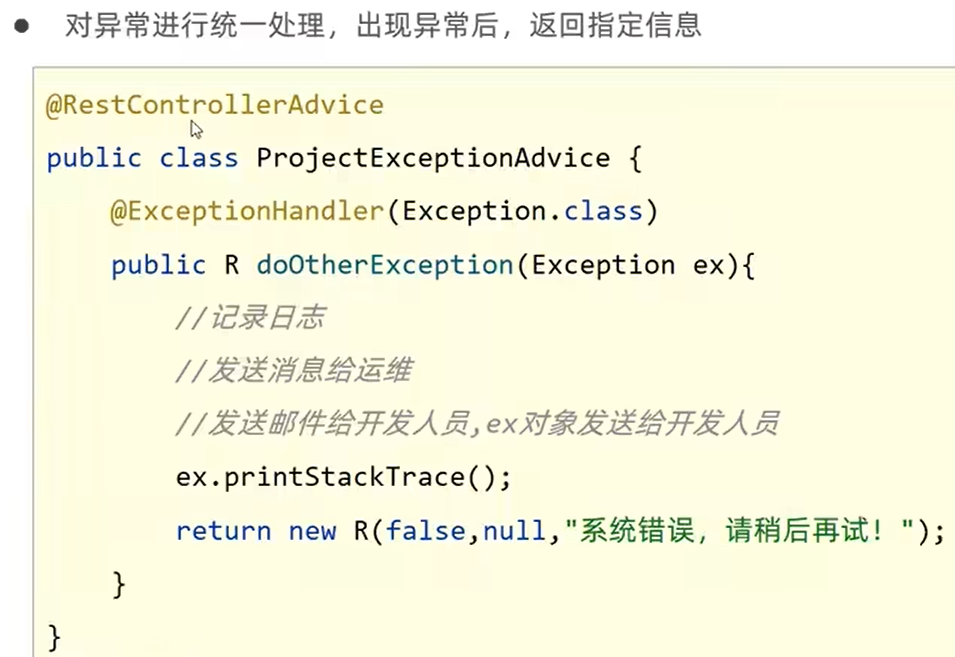 ● 对异常进行统一处理，出现异常后，返回指定信息
@RestControllerAdvice
public class ProjectExceptionAdvice {
    @ExceptionHandler(Exception.class)
    public R doOtherException(Exception ex){
        //记录日志
        //发送消息给运维
        //发送邮件给开发人员,ex对象发送给开发人员
        ex.printStackTrace();
        return new R(false,null,"系统错误，请稍后再试！");
    }
}